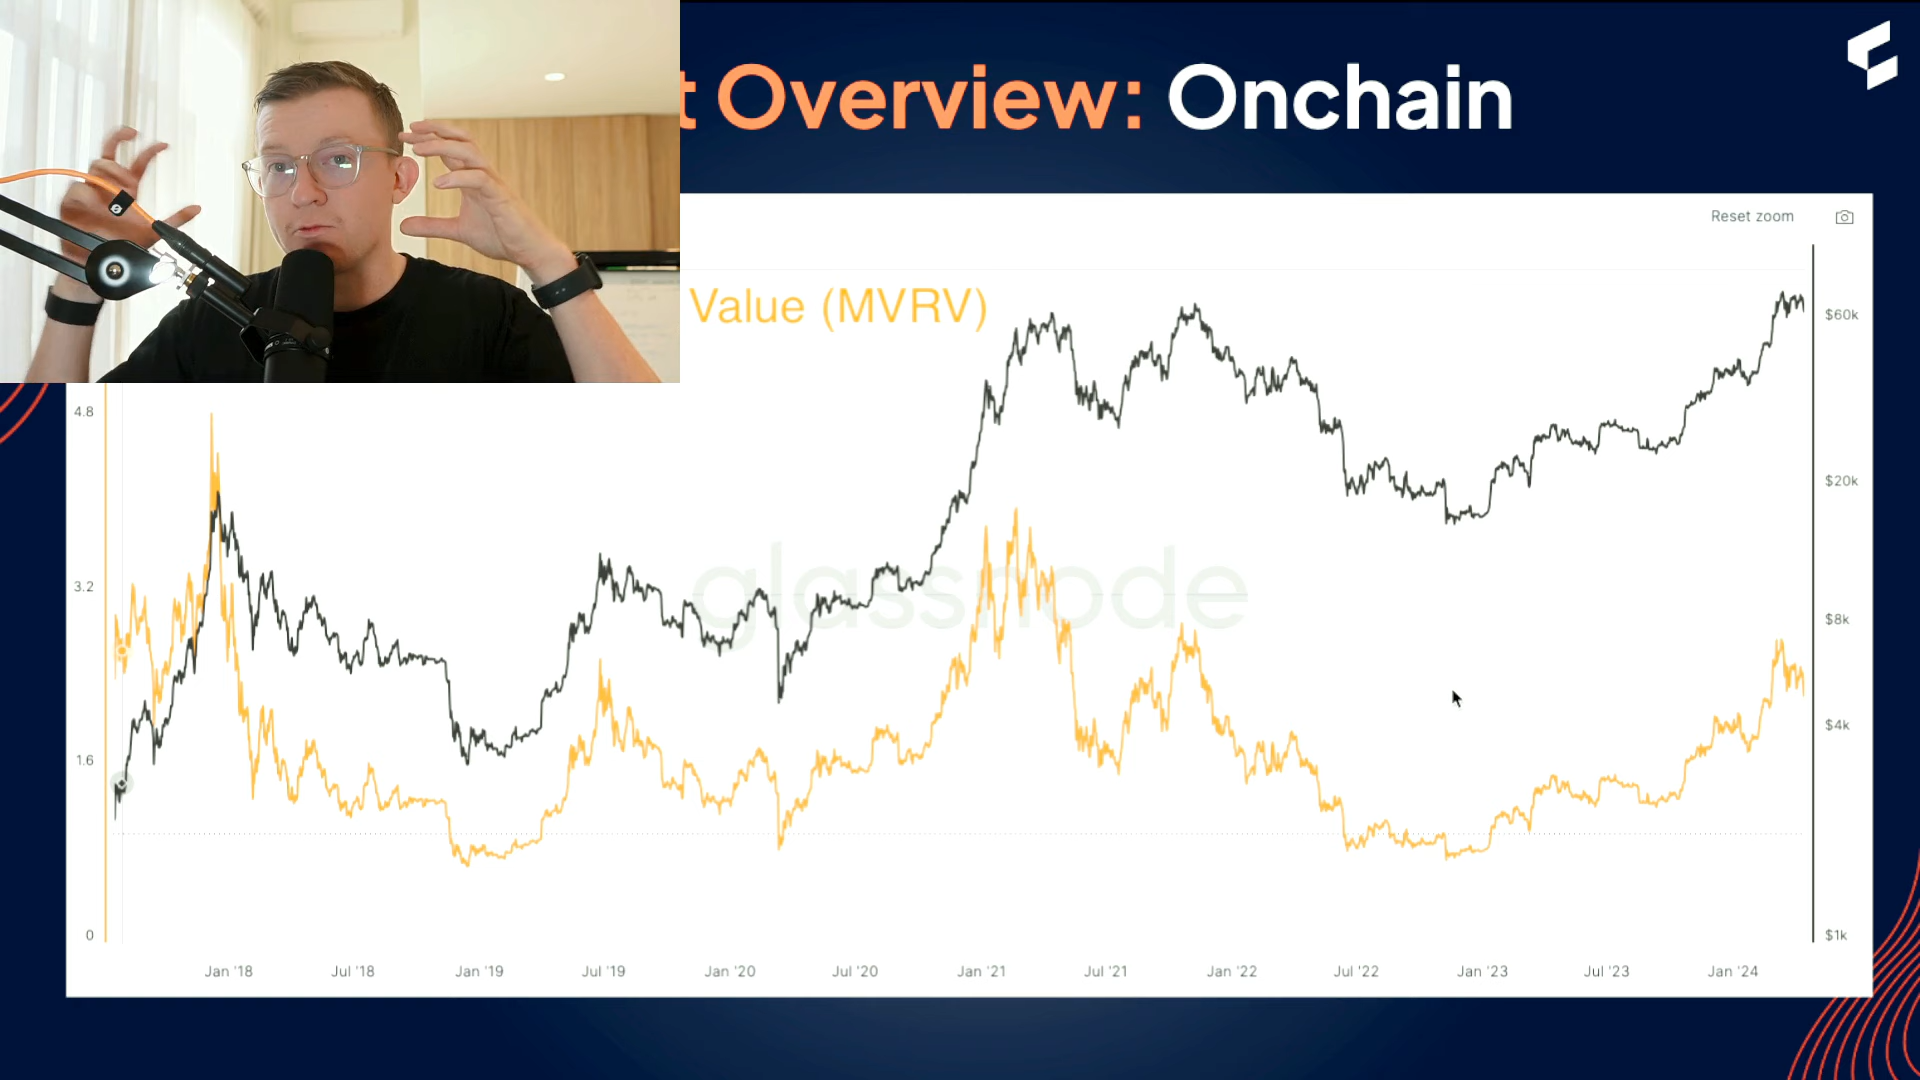 t Overview: Onchain
Reset zoom
Value (MVRV)
glassnode
4.8
3.2
1.6
0
$60k
$20k
$8k
$4k
$1k
Jan '18 Jul '18 Jan '19 Jul '19 Jan '20 Jul '20 Jan '21 Jul '21 Jan '22 Jul '22 Jan '23 Jul '23 Jan '24